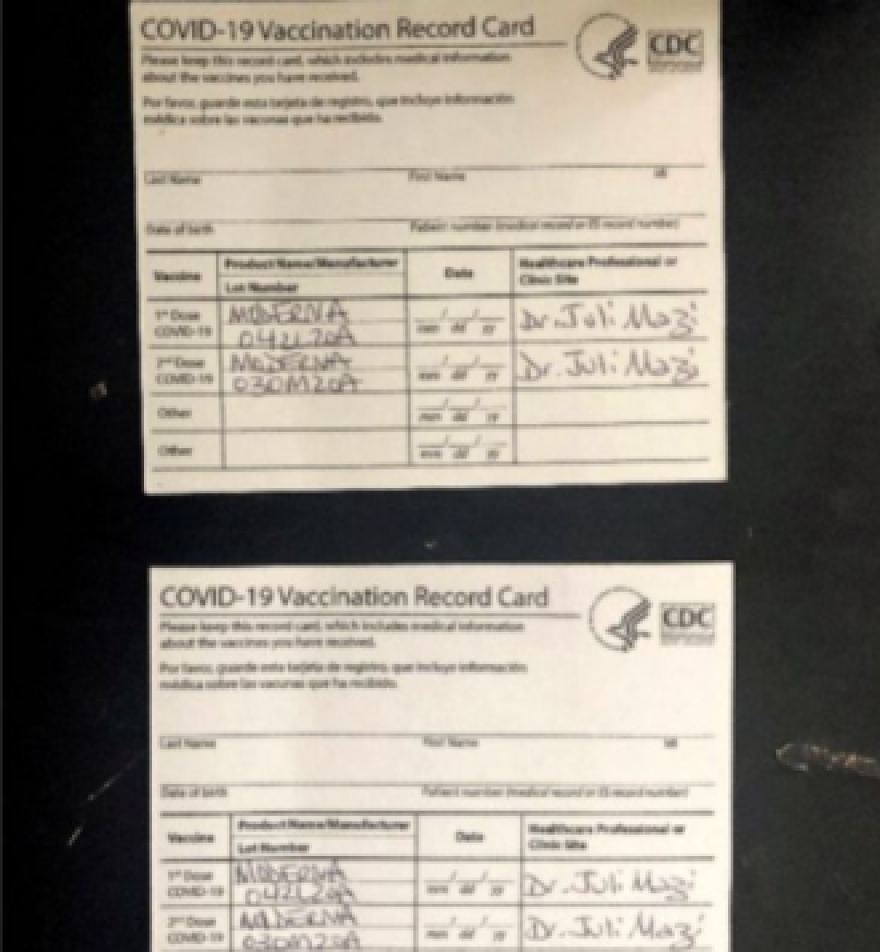 COVID-19 Vaccination Record Card
CDC
Please keep this record card, which includes medical information
about the vaccines you have received.
Por favor, guarde esta tarjeta de registro, que incluye información
médica sobre las vacunas que ha recibido.
Last Name First Name MI
Date of birth Patient number (medical record or IIS record number)
Vaccine Product Name/Manufacturer Date Healthcare Professional or
Lot Number Clinic Site
1st Dose MODERNA Dr. Juli Mazi
COVID-19 042L20A mm dd yy
2nd Dose MODERNA Dr. Juli Mazi
COVID-19 030M20A mm dd yy
Other mm dd yy
Other mm dd yy
COVID-19 Vaccination Record Card
CDC
Please keep this record card, which includes medical information
about the vaccines you have received.
Por favor, guarde esta tarjeta de registro, que incluye información
médica sobre las vacunas que ha recibido.
Last Name First Name MI
Date of birth Patient number (medical record or IIS record number)
Vaccine Product Name/Manufacturer Date Healthcare Professional or
Lot Number Clinic Site
1st Dose MODERNA Dr. Juli Mazi
COVID-19 042L20A mm dd yy
2nd Dose MODERNA Dr. Juli Mazi
COVID-19 030M20A mm dd yy